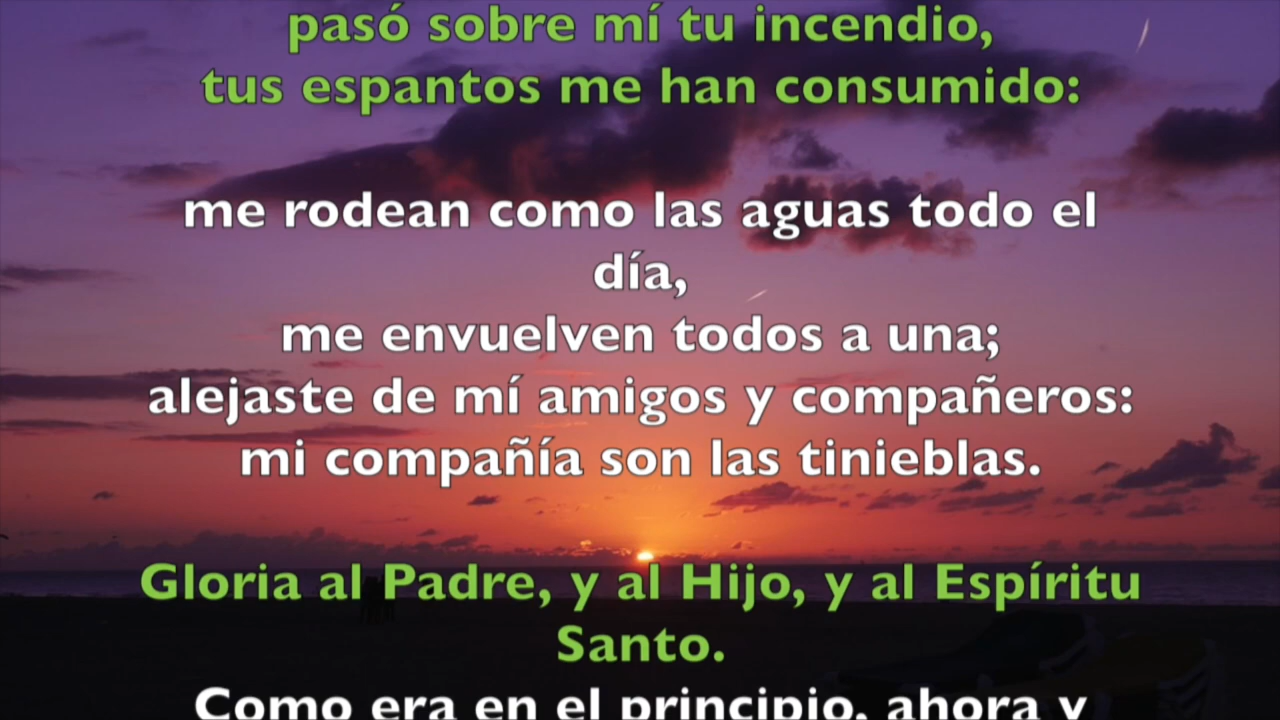 pasó sobre mí tu incendio,
tus espantos me han consumido:
me rodean como las aguas todo el
día,
me envuelven todos a una;
alejaste de mí amigos y compañeros:
mi compañía son las tinieblas.
Gloria al Padre, y al Hijo, y al Espíritu
Santo.
Como era en el principio, ahora y